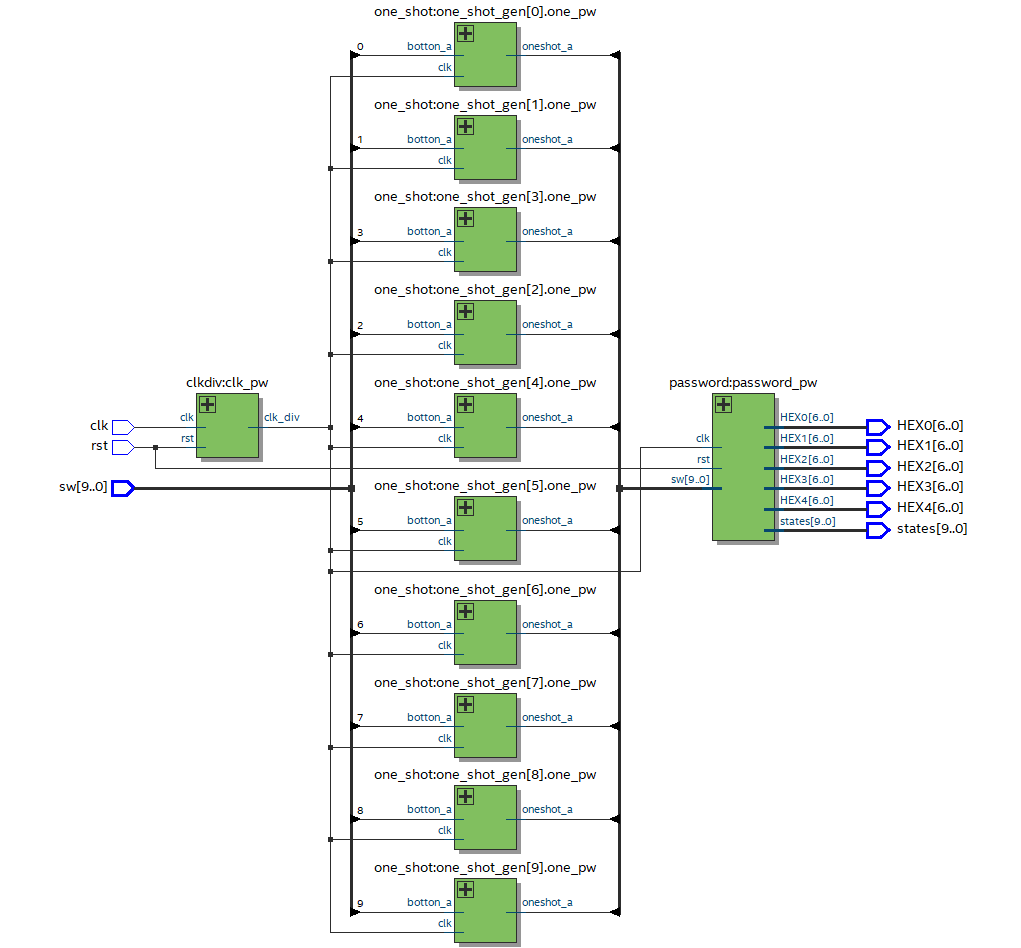 one_shot:one_shot_gen[0].one_pw
0 botton_a oneshot_a
clk
one_shot:one_shot_gen[1].one_pw
1 botton_a oneshot_a
clk
one_shot:one_shot_gen[3].one_pw
3 botton_a oneshot_a
clk
one_shot:one_shot_gen[2].one_pw
2 botton_a oneshot_a
clk
clkdiv:clk_pw
clk clk clk_div
rst rst
sw[9..0]
one_shot:one_shot_gen[4].one_pw
4 botton_a oneshot_a
clk
one_shot:one_shot_gen[5].one_pw
5 botton_a oneshot_a
clk
one_shot:one_shot_gen[6].one_pw
6 botton_a oneshot_a
clk
one_shot:one_shot_gen[7].one_pw
7 botton_a oneshot_a
clk
one_shot:one_shot_gen[8].one_pw
8 botton_a oneshot_a
clk
one_shot:one_shot_gen[9].one_pw
9 botton_a oneshot_a
clk
password:password_pw
clk
rst
sw[9..0]
HEX0[6..0] HEX0[6..0]
HEX1[6..0] HEX1[6..0]
HEX2[6..0] HEX2[6..0]
HEX3[6..0] HEX3[6..0]
HEX4[6..0] HEX4[6..0]
states[9..0] states[9..0]